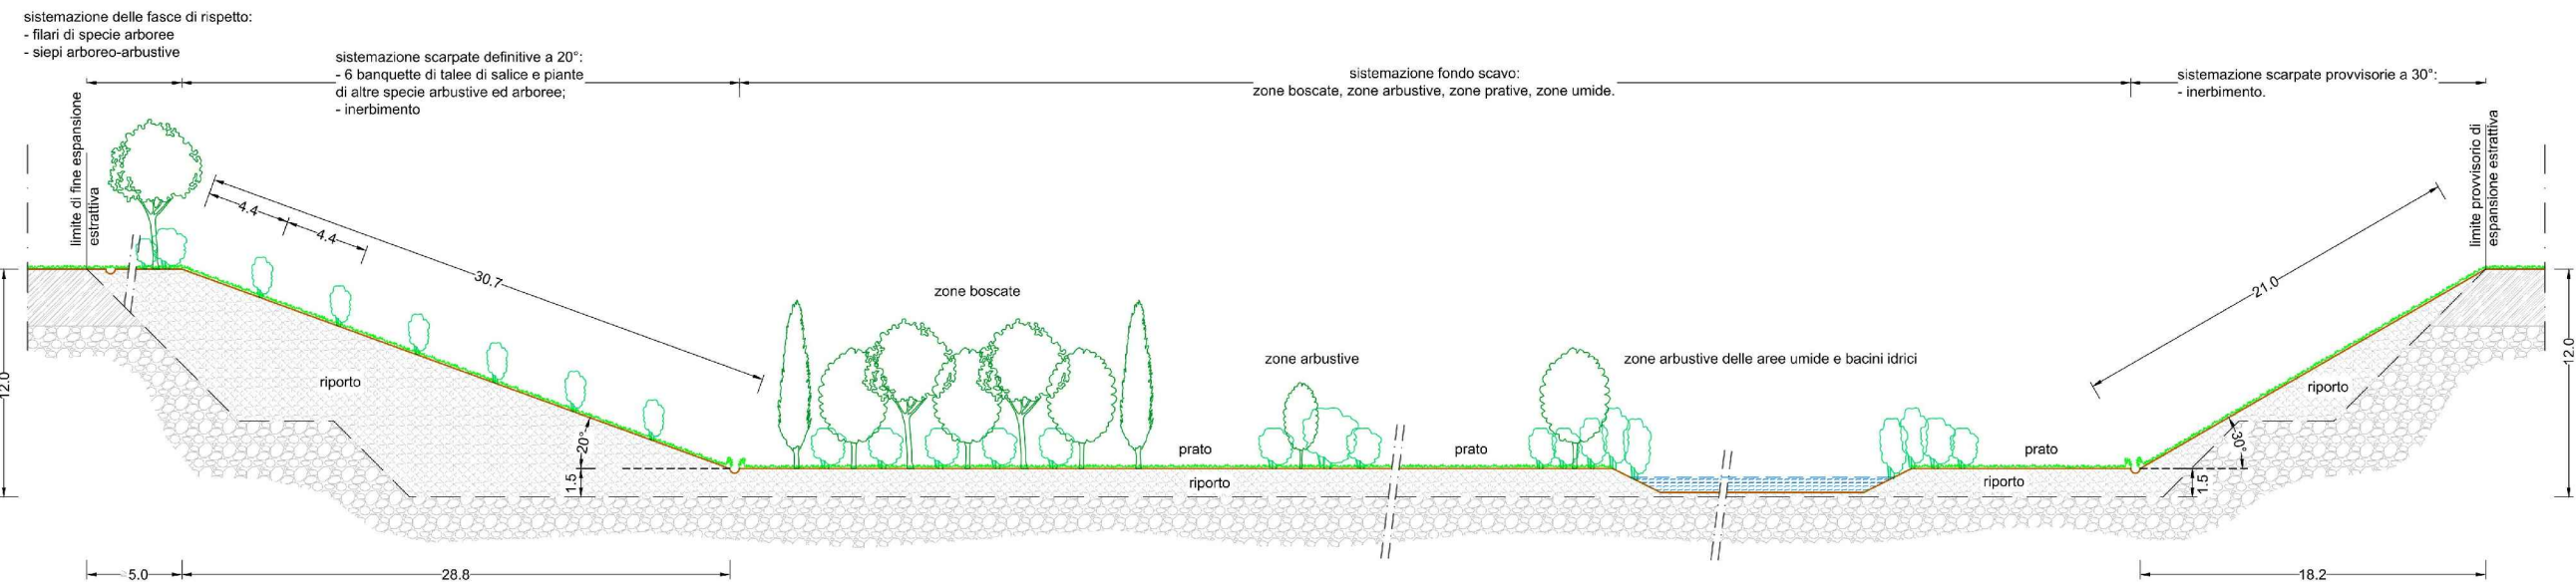 sistemazione delle fasce di rispetto:
- filari di specie arboree
- siepi arboreo-arbustive
sistemazione scarpate definitive a 20°:
- 6 banquette di talee di salice e piante
di altre specie arbustive ed arboree;
- inerbimento
sistemazione fondo scavo:
zone boscate, zone arbustive, zone prative, zone umide.
sistemazione scarpate provvisorie a 30°:
- inerbimento.
limite di fine espansione
estrattiva
limite provvisorio di
espansione estrattiva
4.4
4.4
30.7
21.0
zone boscate
zone arbustive
zone arbustive delle aree umide e bacini idrici
12.0
12.0
riporto
riporto
20°
30°
prato
prato
prato
1.5
riporto
riporto
1.5
5.0
28.8
18.2